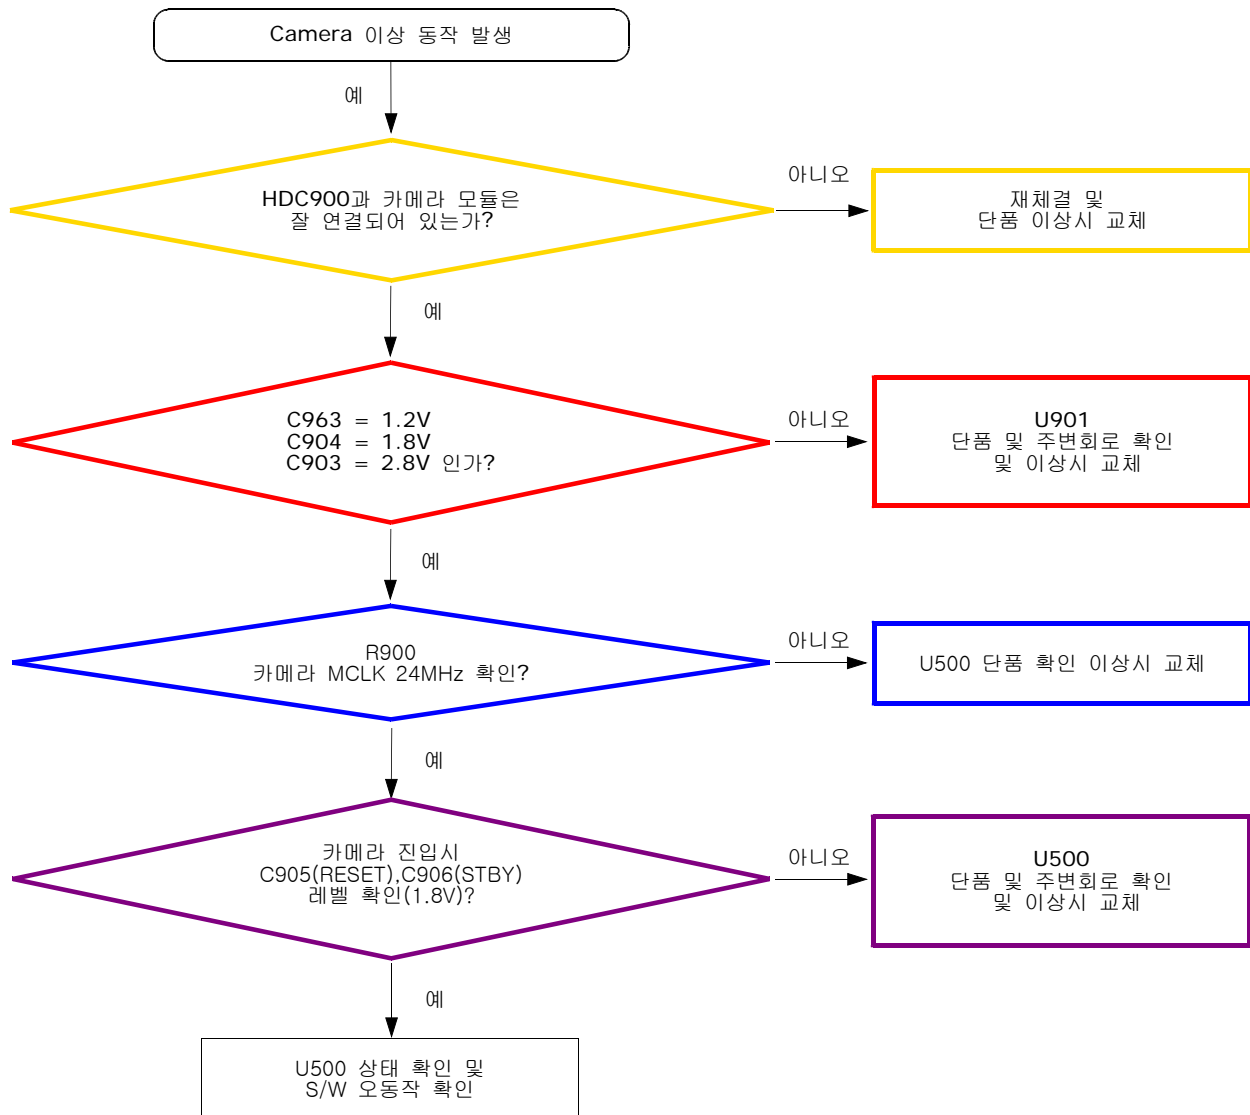 Camera 이상 동작 발생
예
HDC900과 카메라 모듈은
잘 연결되어 있는가?
아니오
재체결 및
단품 이상시 교체
예
C963 = 1.2V
C904 = 1.8V
C903 = 2.8V 인가?
아니오
U901
단품 및 주변회로 확인
및 이상시 교체
예
R900
카메라 MCLK 24MHz 확인?
아니오
U500 단품 확인 이상시 교체
예
카메라 진입시
C905(RESET),C906(STBY)
레벨 확인(1.8V)?
아니오
U500
단품 및 주변회로 확인
및 이상시 교체
예
U500 상태 확인 및
S/W 오동작 확인